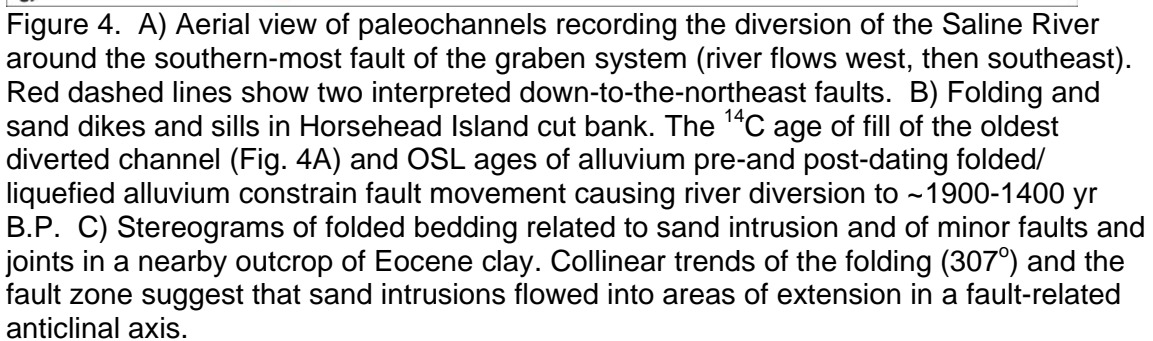 Figure 4.  A) Aerial view of paleochannels recording the diversion of the Saline River
around the southern-most fault of the graben system (river flows west, then southeast).
Red dashed lines show two interpreted down-to-the-northeast faults.  B) Folding and
sand dikes and sills in Horsehead Island cut bank. The ¹⁴C age of fill of the oldest
diverted channel (Fig. 4A) and OSL ages of alluvium pre-and post-dating folded/
liquefied alluvium constrain fault movement causing river diversion to ~1900-1400 yr
B.P.  C) Stereograms of folded bedding related to sand intrusion and of minor faults and
joints in a nearby outcrop of Eocene clay. Collinear trends of the folding (307°) and the
fault zone suggest that sand intrusions flowed into areas of extension in a fault-related
anticlinal axis.